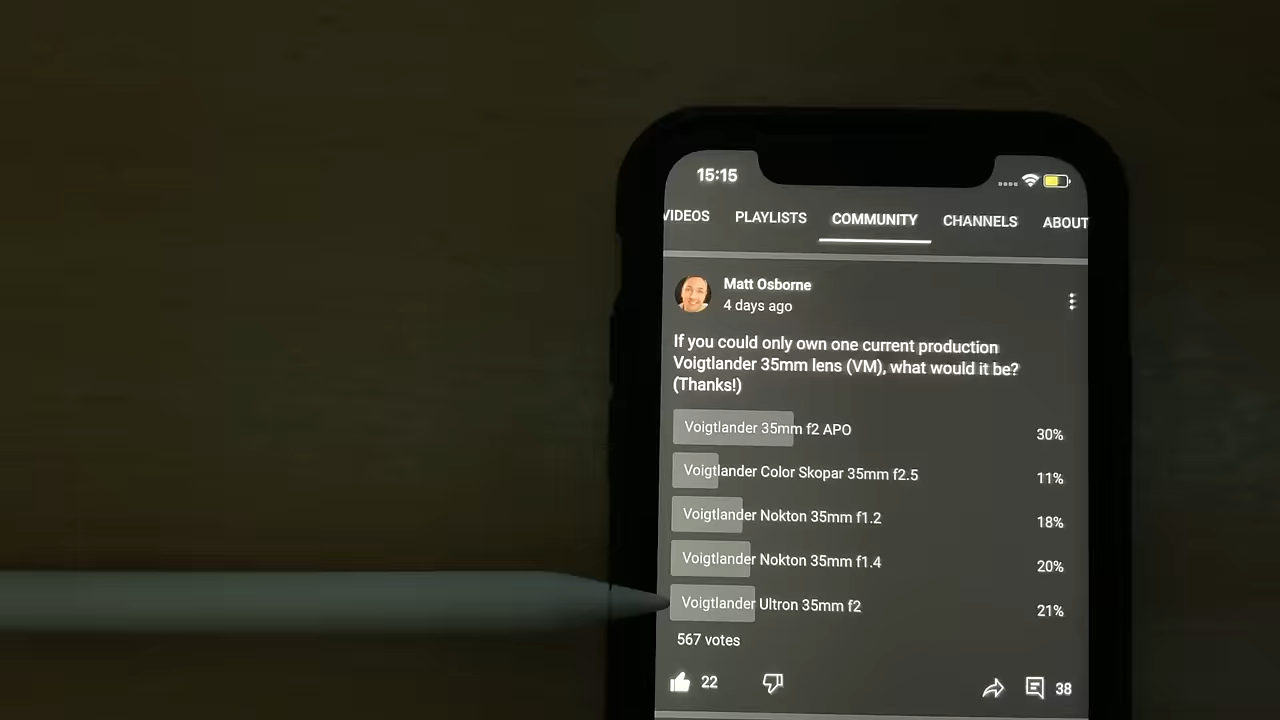 15:15
VIDEOS PLAYLISTS COMMUNITY CHANNELS ABOUT
Matt Osborne
4 days ago
If you could only own one current production
Voigtlander 35mm lens (VM), what would it be?
(Thanks!)
Voigtlander 35mm f2 APO 30%
Voigtlander Color Skopar 35mm f2.5 11%
Voigtlander Nokton 35mm f1.2 18%
Voigtlander Nokton 35mm f1.4 20%
Voigtlander Ultron 35mm f2 21%
567 votes
22 38